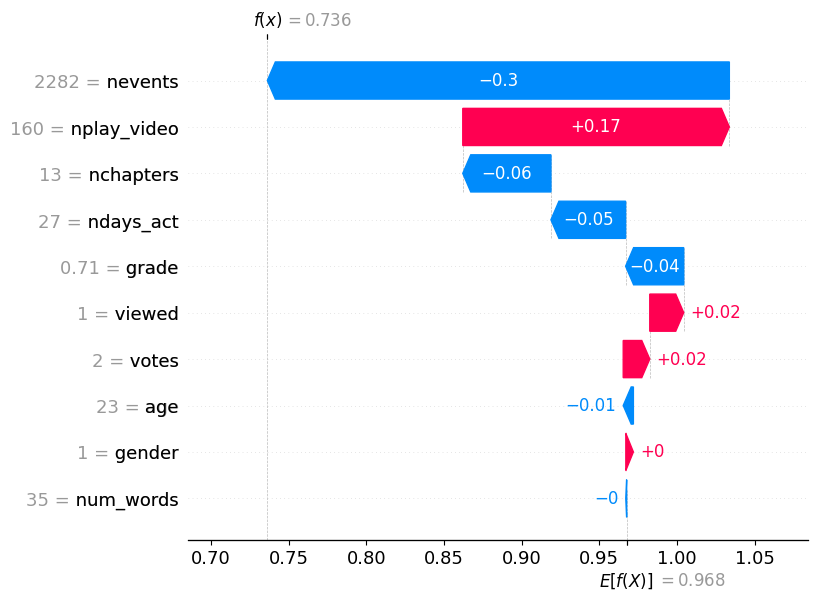 f(x) = 0.736
2282 = nevents −0.3
160 = nplay_video +0.17
13 = nchapters −0.06
27 = ndays_act −0.05
0.71 = grade −0.04
1 = viewed +0.02
2 = votes +0.02
23 = age −0.01
1 = gender +0
35 = num_words −0
0.70 0.75 0.80 0.85 0.90 0.95 1.00 1.05
E[f(X)] = 0.968